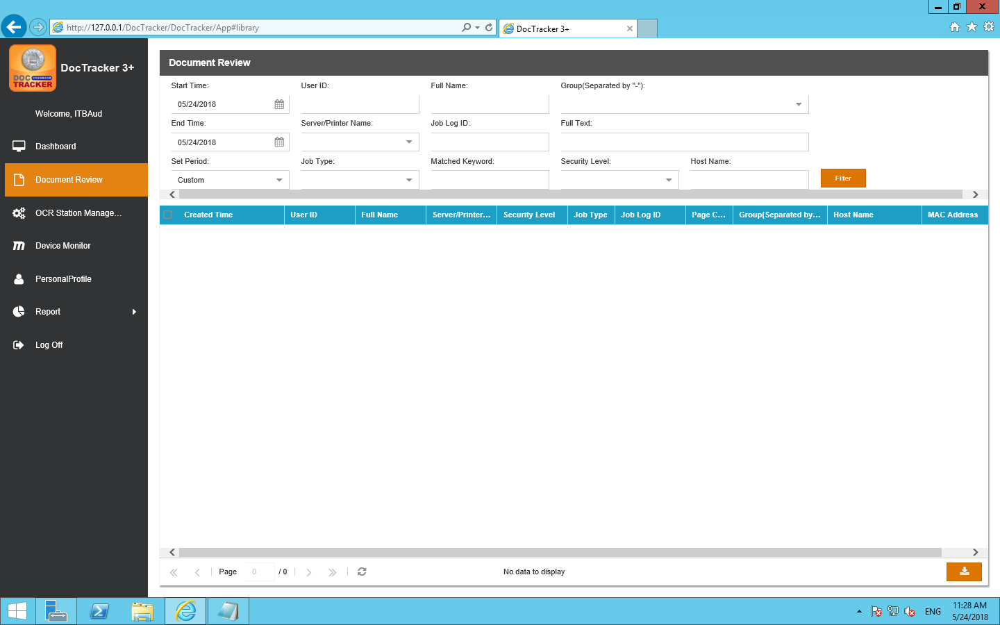 http://127.0.0.1/DocTracker/DocTracker/App#library
DocTracker 3+
DOC
TRACKER
DocTracker 3+
Welcome, ITBAud
Dashboard
Document Review
OCR Station Manage...
Device Monitor
PersonalProfile
Report
Log Off
Document Review
Start Time: User ID: Full Name: Group(Separated by "-"):
05/24/2018
End Time: Server/Printer Name: Job Log ID: Full Text:
05/24/2018
Set Period: Job Type: Matched Keyword: Security Level: Host Name:
Custom Filter
Created Time User ID Full Name Server/Printer... Security Level Job Type Job Log ID Page C... Group(Separated by... Host Name MAC Address
Page 0 / 0 No data to display
ENG
11:28 AM
5/24/2018